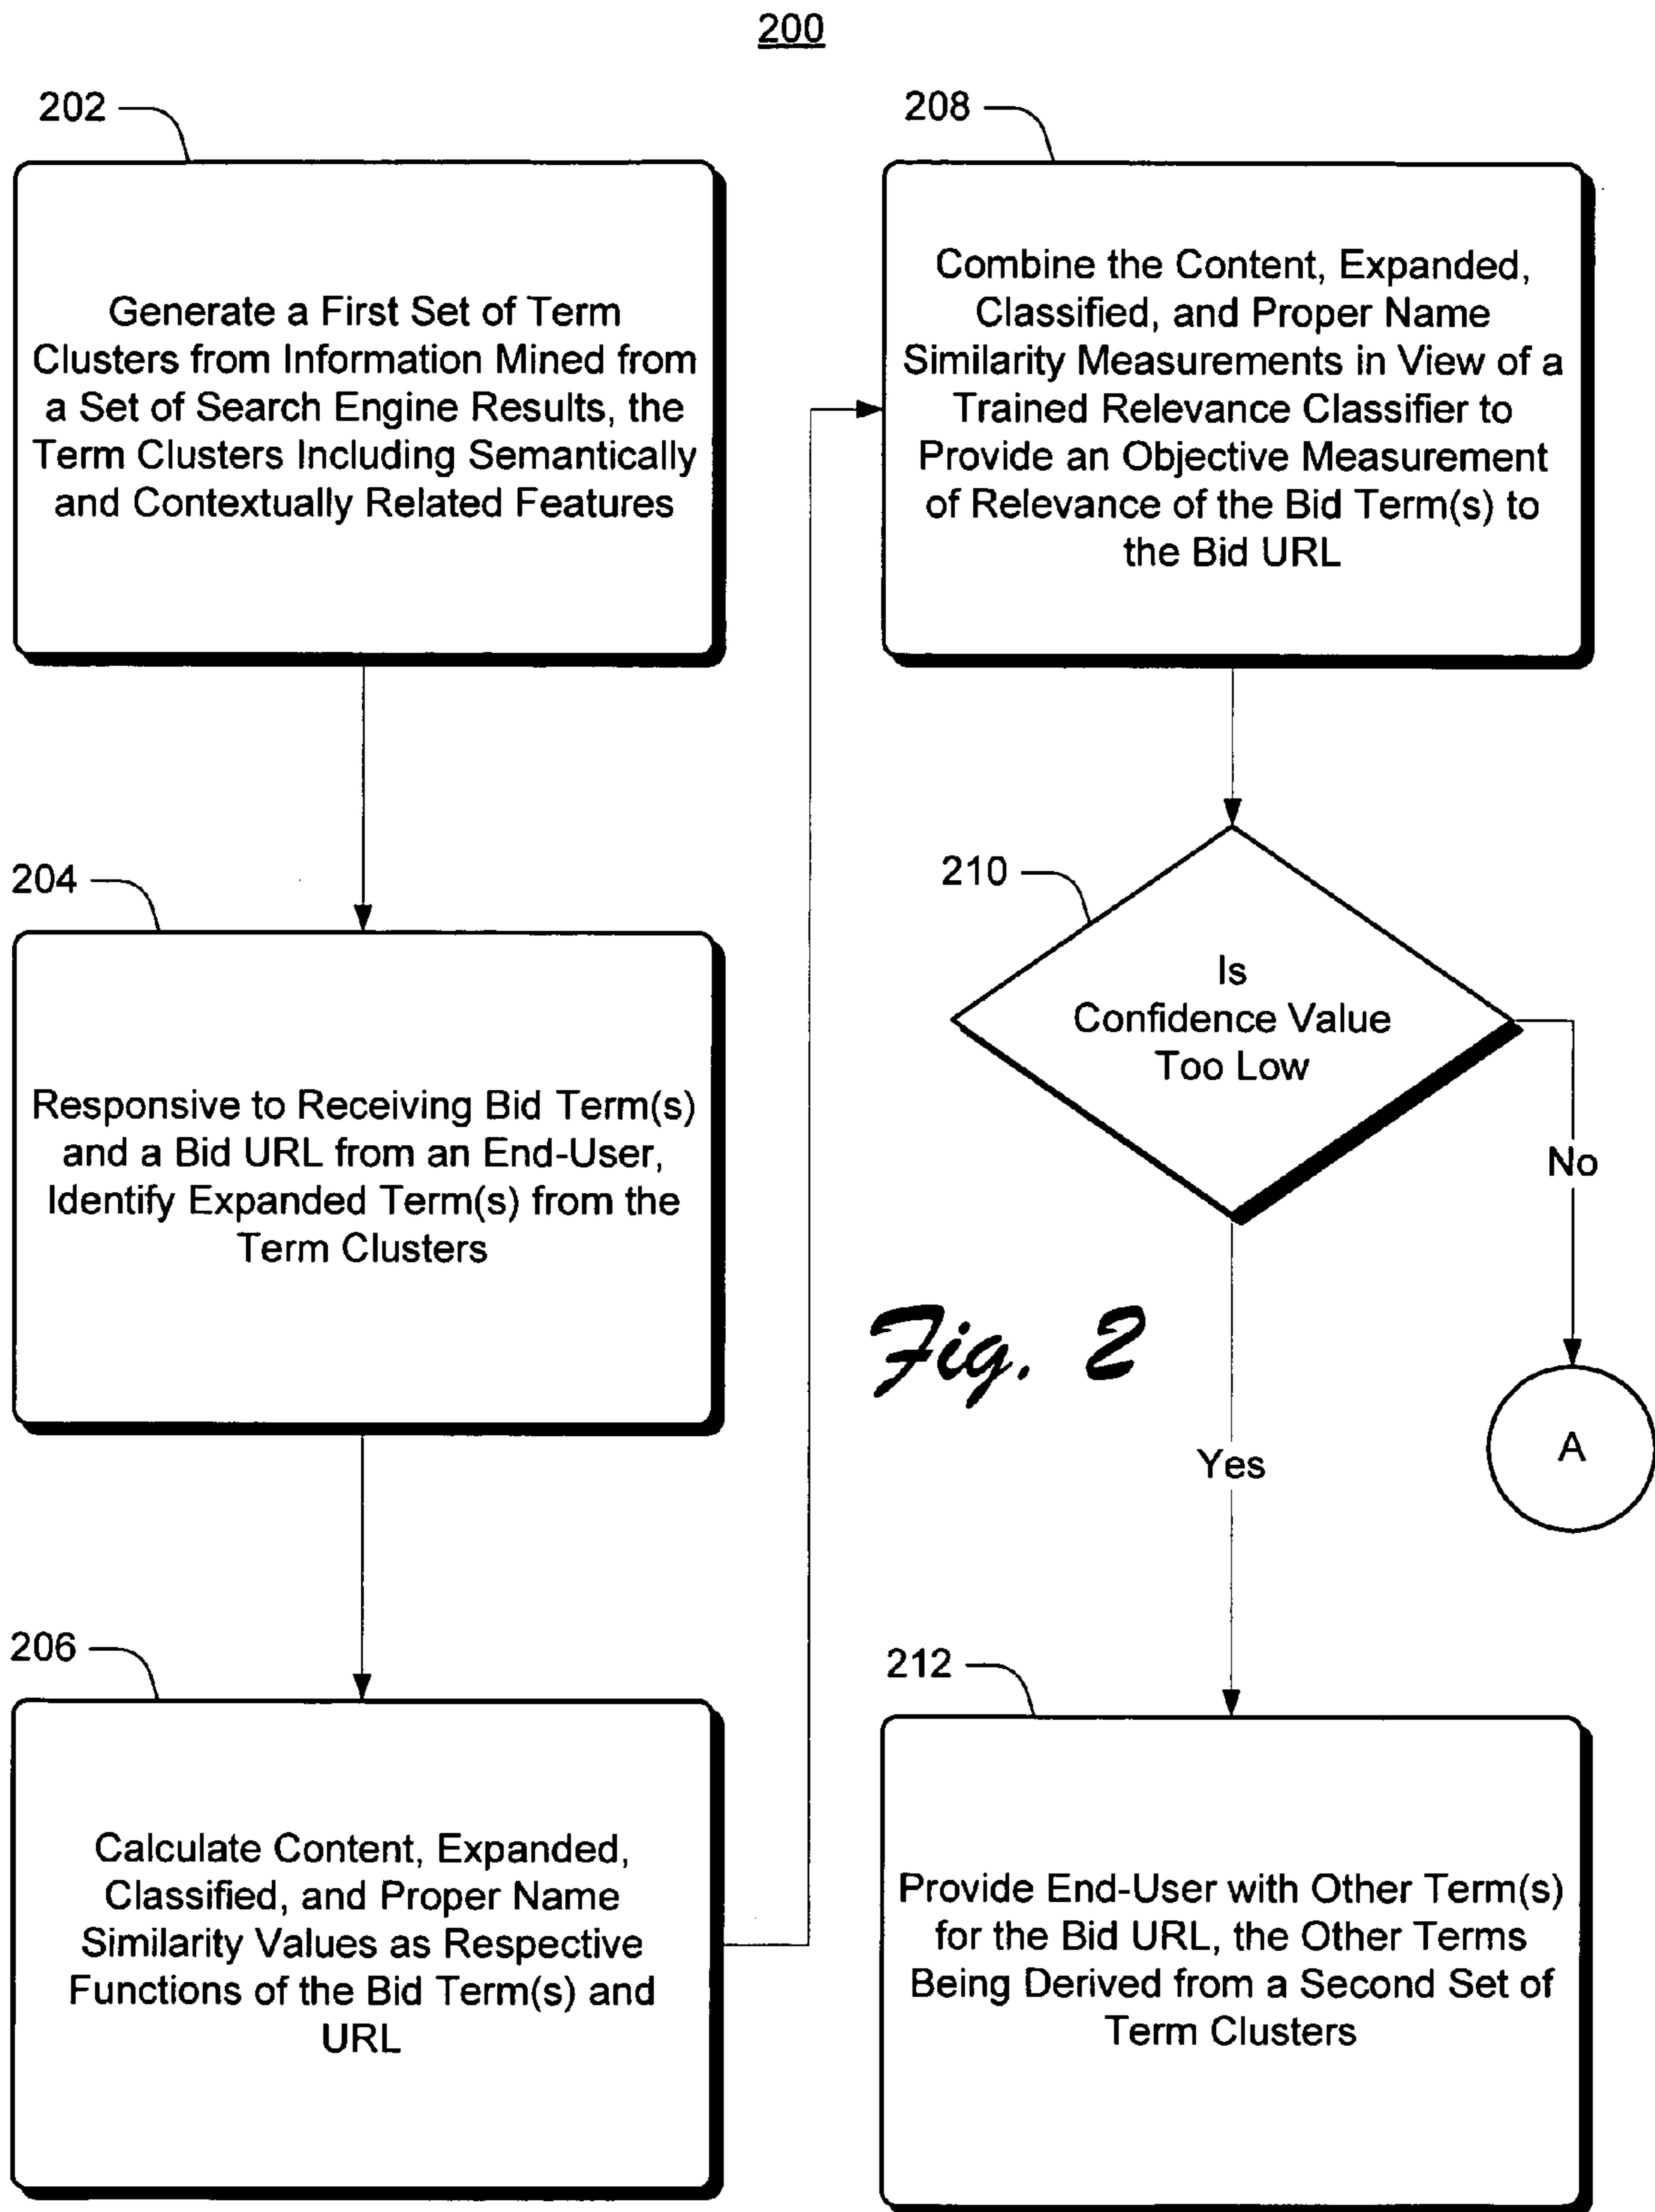 200
202
Generate a First Set of Term
Clusters from Information Mined from
a Set of Search Engine Results, the
Term Clusters Including Semantically
and Contextually Related Features
204
Responsive to Receiving Bid Term(s)
and a Bid URL from an End-User,
Identify Expanded Term(s) from the
Term Clusters
206
Calculate Content, Expanded,
Classified, and Proper Name
Similarity Values as Respective
Functions of the Bid Term(s) and
URL
208
Combine the Content, Expanded,
Classified, and Proper Name
Similarity Measurements in View of a
Trained Relevance Classifier to
Provide an Objective Measurement
of Relevance of the Bid Term(s) to
the Bid URL
210
Is
Confidence Value
Too Low
No
A
Yes
Fig. 2
212
Provide End-User with Other Term(s)
for the Bid URL, the Other Terms
Being Derived from a Second Set of
Term Clusters